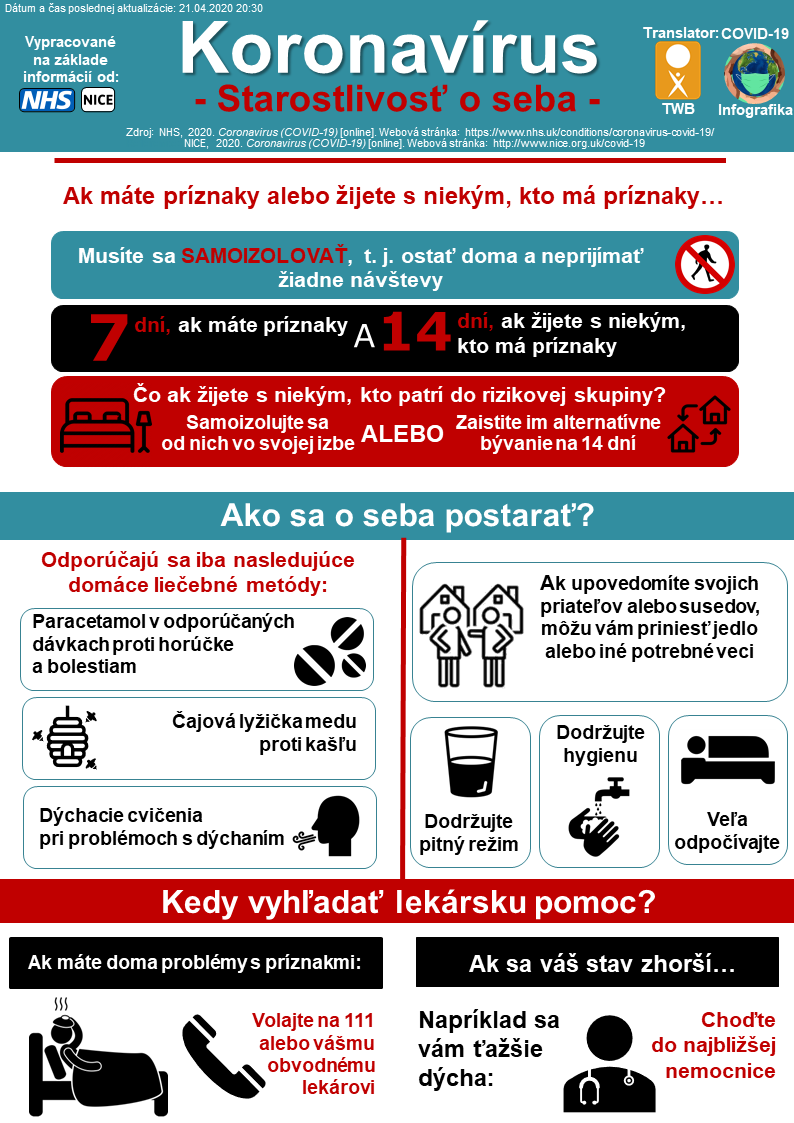 Dátum a čas poslednej aktualizácie: 21.04.2020 20:30
Vypracované
na základe
informácií od:
NHS NICE
Koronavírus
- Starostlivosť o seba -
Translator:
TWB
COVID-19
Infografika
Zdroj: NHS, 2020. Coronavirus (COVID-19) [online]. Webová stránka: https://www.nhs.uk/conditions/coronavirus-covid-19/
NICE, 2020. Coronavirus (COVID-19) [online]. Webová stránka: http://www.nice.org.uk/covid-19
Ak máte príznaky alebo žijete s niekým, kto má príznaky…
Musíte sa SAMOIZOLOVAŤ, t. j. ostať doma a neprijímať
žiadne návštevy
7 dní, ak máte príznaky A 14 dní, ak žijete s niekým,
kto má príznaky
Čo ak žijete s niekým, kto patrí do rizikovej skupiny?
Samoizolujte sa
od nich vo svojej izbe
ALEBO
Zaistite im alternatívne
bývanie na 14 dní
Ako sa o seba postarať?
Odporúčajú sa iba nasledujúce
domáce liečebné metódy:
Paracetamol v odporúčaných
dávkach proti horúčke
a bolestiam
Čajová lyžička medu
proti kašľu
Dýchacie cvičenia
pri problémoch s dýchaním
Ak upovedomíte svojich
priateľov alebo susedov,
môžu vám priniesť jedlo
alebo iné potrebné veci
Dodržujte
pitný režim
Dodržujte
hygienu
Veľa
odpočívajte
Kedy vyhľadať lekársku pomoc?
Ak máte doma problémy s príznakmi:
Volajte na 111
alebo vášmu
obvodnému
lekárovi
Ak sa váš stav zhorší…
Napríklad sa
vám ťažšie
dýcha:
Choďte
do najbližšej
nemocnice